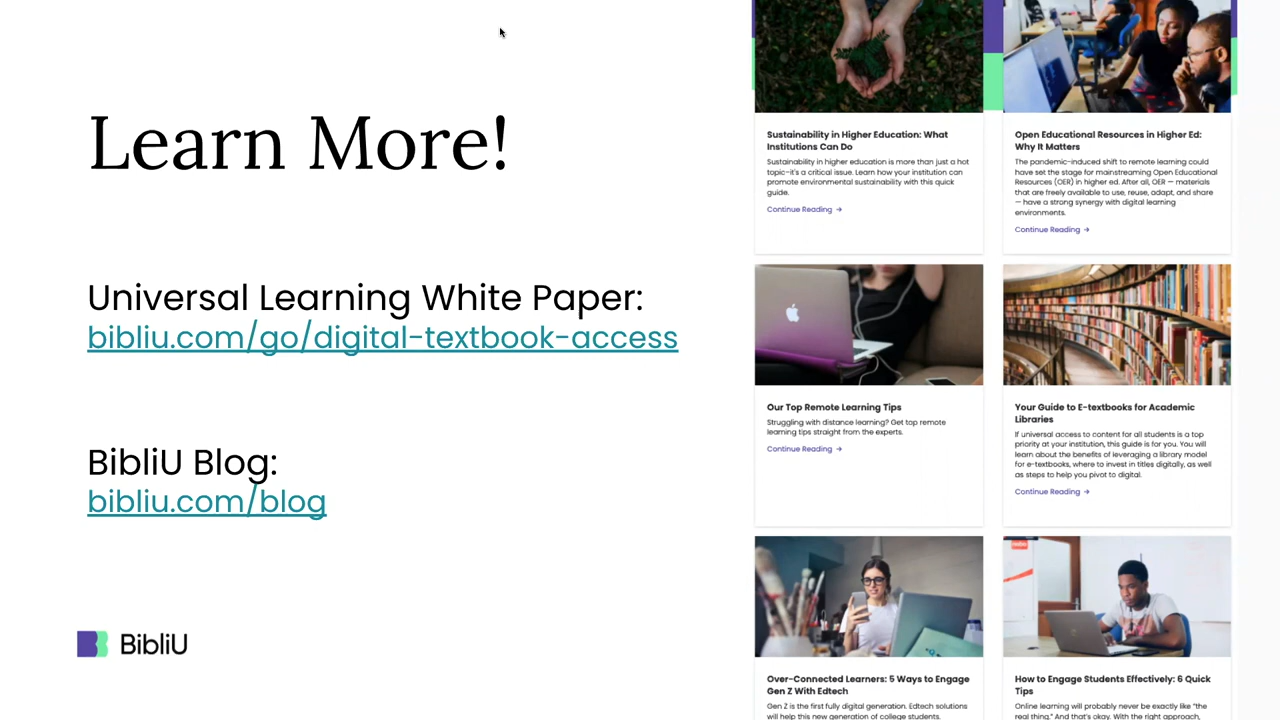 Learn More!
Universal Learning White Paper:
bibliu.com/go/digital-textbook-access
BibliU Blog:
bibliu.com/blog
BibliU
Sustainability in Higher Education: What
Institutions Can Do
Sustainability in higher education is more than just a hot
topic–it's a critical issue. Learn how your institution can
promote environmental sustainability with this quick
guide.
Continue Reading →
Open Educational Resources in Higher Ed:
Why It Matters
The pandemic-induced shift to remote learning could
have set the stage for mainstreaming Open Educational
Resources (OER) in higher ed. After all, OER — materials
that are freely available to use, reuse, adapt, and share
— have a strong synergy with digital learning
environments.
Continue Reading →
Our Top Remote Learning Tips
Struggling with distance learning? Get top remote
learning tips straight from the experts.
Continue Reading →
Your Guide to E-textbooks for Academic
Libraries
If universal access to content for all students is a top
priority at your institution, this guide is for you. You will
learn about the benefits of leveraging a library model
for e-textbooks, where to invest in titles digitally, as well
as steps to help you pivot to digital.
Continue Reading →
Over-Connected Learners: 5 Ways to Engage
Gen Z With Edtech
Gen Z is the first fully digital generation. Edtech solutions
will help this new generation of college students.
How to Engage Students Effectively: 6 Quick
Tips
Online learning will probably never be exactly like "the
real thing." And that's okay. With the right approach,